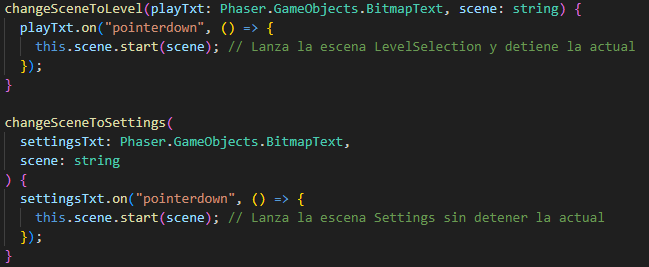 changeSceneToLevel(playTxt: Phaser.GameObjects.BitmapText, scene: string) {
  playTxt.on("pointerdown", () => {
    this.scene.start(scene); // Lanza la escena LevelSelection y detiene la actual
  });
}

changeSceneToSettings(
  settingsTxt: Phaser.GameObjects.BitmapText,
  scene: string
) {
  settingsTxt.on("pointerdown", () => {
    this.scene.start(scene); // Lanza la escena Settings sin detener la actual
  });
}